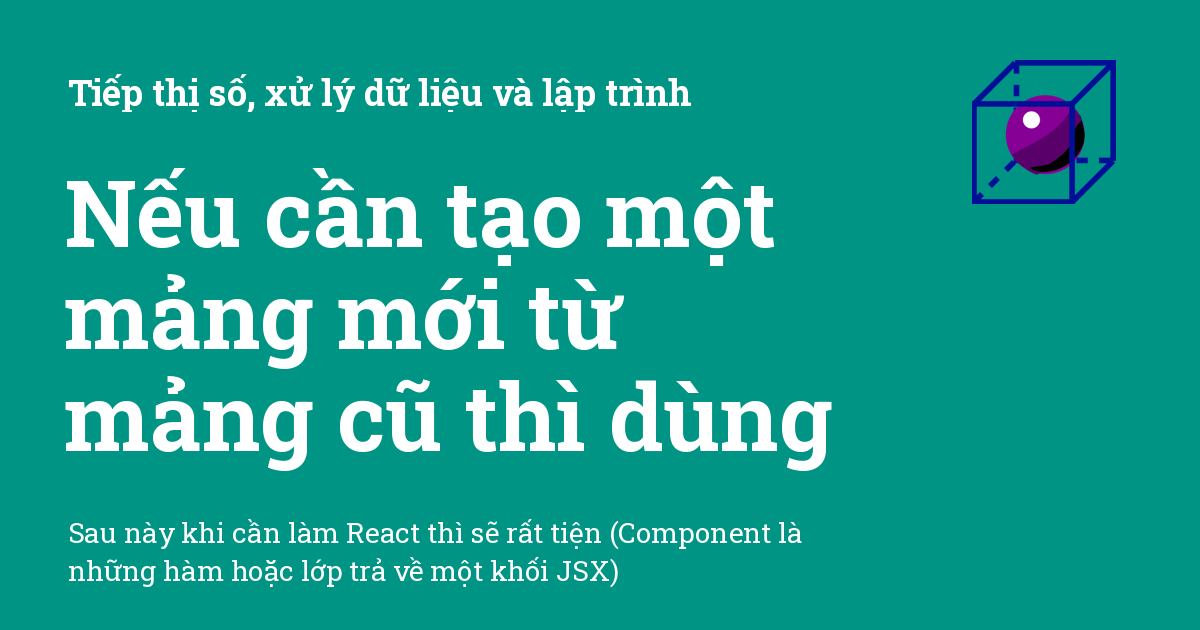 Tiếp thị số, xử lý dữ liệu và lập trình
Nếu cần tạo một
mảng mới từ
mảng cũ thì dùng
Sau này khi cần làm React thì sẽ rất tiện (Component là
những hàm hoặc lớp trả về một khối JSX)